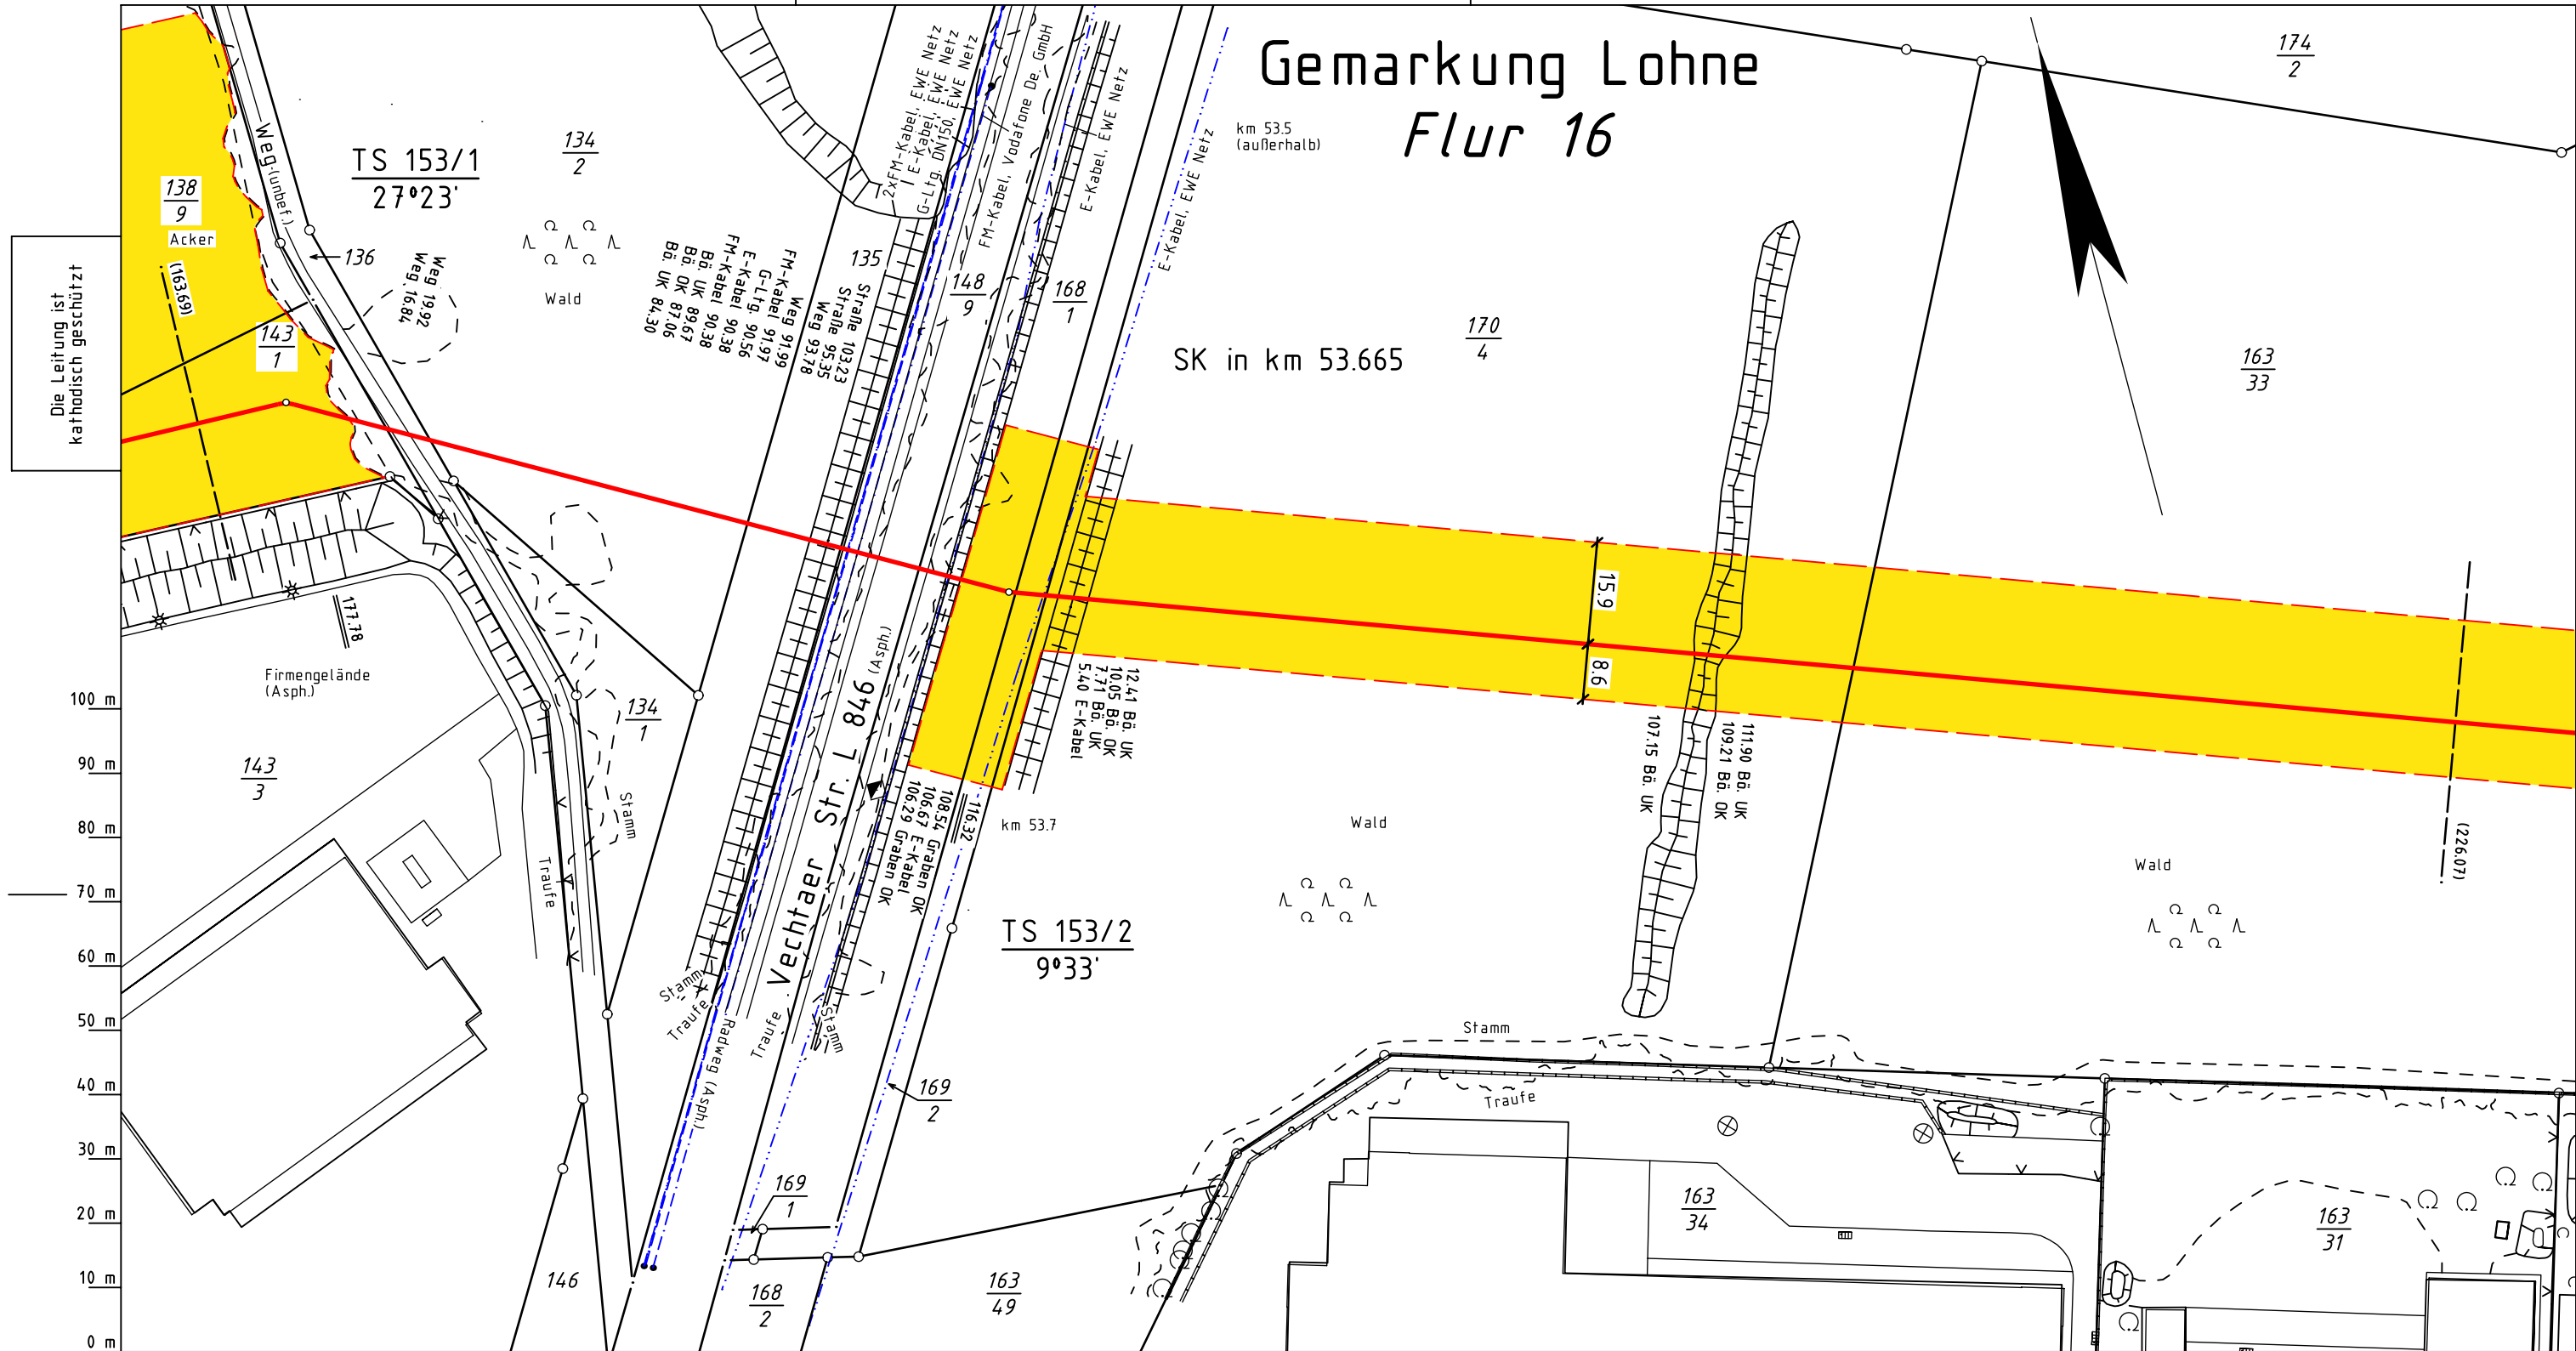 Gemarkung Lohne
Flur 16
174
2
TS 153/1
27°23'
134
2
138
9
Acker
(163.69)
143
1
Weg (unbef.)
136
Weg 19.92
Weg 16.84
Wald
Die Leitung ist
kathodisch geschützt
2xFM-Kabel, EWE Netz
E-Kabel, EWE Netz
G-Ltg. DN150, EWE Netz
FM-Kabel, Vodafone De. GmbH
E-Kabel, EWE Netz
E-Kabel, EWE Netz
km 53.5
(außerhalb)
135
148
9
168
1
Straße 103.23
Straße 95.35
Weg 93.78
Weg 91.99
FM-Kabel 91.97
G-Ltg. 90.56
E-Kabel 90.38
FM-Kabel 90.38
Bö. UK 89.67
Bö. OK 87.06
Bö. UK 84.30
SK in km 53.665
170
4
163
33
15.9
8.6
177.78
Firmengelände
(Asph.)
134
1
143
3
Stamm
Traufe
Vechtaer Str. L 846 (Asph.)
12.41 Bö. UK
10.05 Bö. OK
7.71 Bö. UK
5.40 E-Kabel
116.32
108.54 Graben OK
106.67 E-Kabel
106.29 Graben OK
km 53.7
111.90 Bö. UK
109.21 Bö. OK
107.15 Bö. UK
(226.07)
Wald
Wald
TS 153/2
9°33'
Stamm
Traufe
Radweg (Asph.)
Traufe
Stamm
Stamm
Traufe
169
2
169
1
168
2
146
163
49
163
34
163
31
100 m
90 m
80 m
70 m
60 m
50 m
40 m
30 m
20 m
10 m
0 m